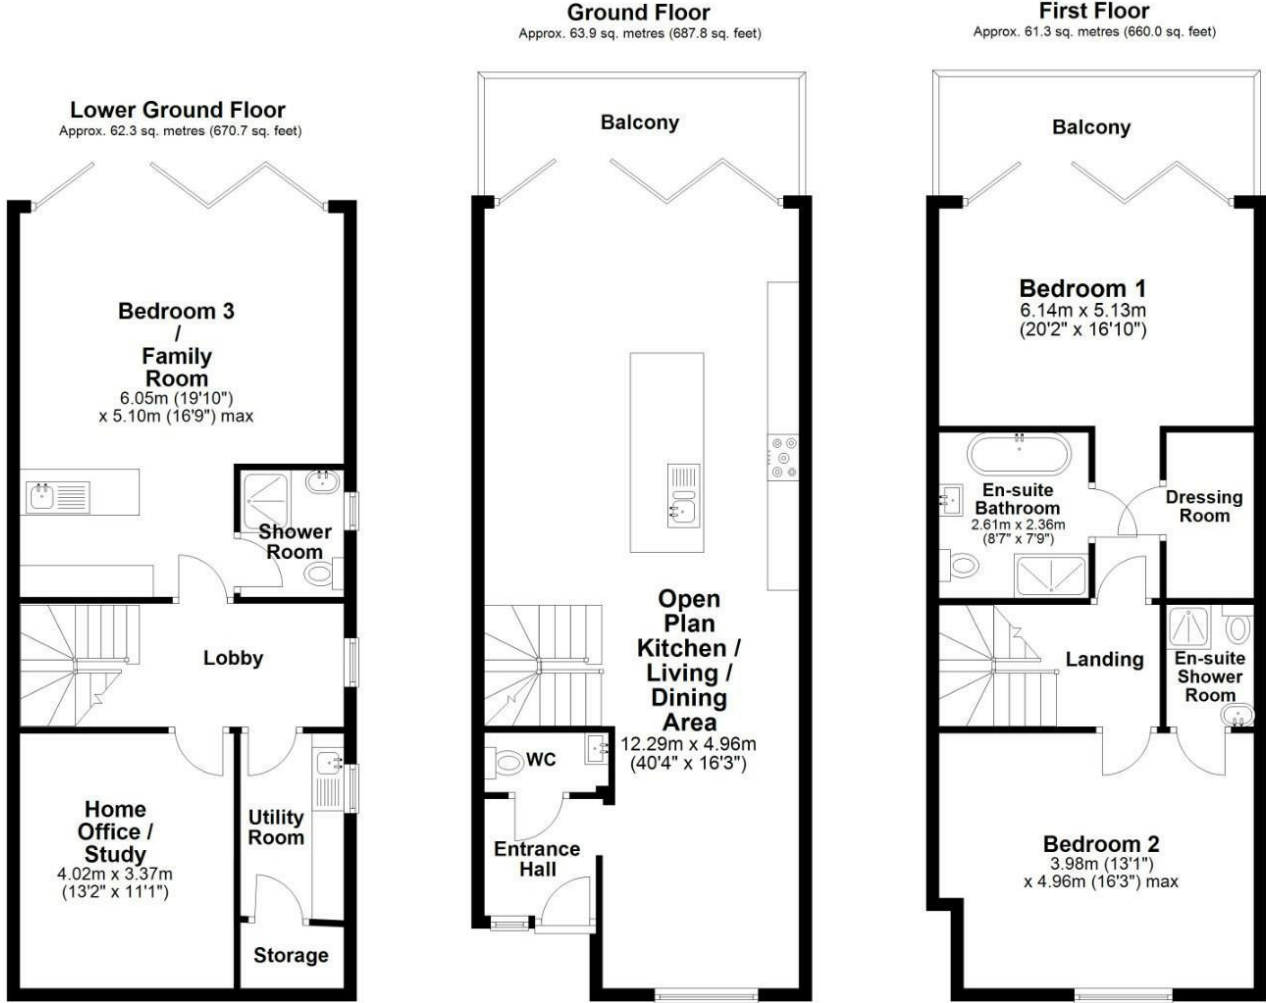 Lower Ground Floor
Approx. 62.3 sq. metres (670.7 sq. feet)
Bedroom 3
/
Family
Room
6.05m (19'10")
x 5.10m (16'9") max
Shower
Room
Lobby
Home
Office /
Study
4.02m x 3.37m
(13'2" x 11'1")
Utility
Room
Storage
Ground Floor
Approx. 63.9 sq. metres (687.8 sq. feet)
Balcony
Open
Plan
Kitchen /
Living /
Dining
Area
12.29m x 4.96m
(40'4" x 16'3")
WC
Entrance
Hall
First Floor
Approx. 61.3 sq. metres (660.0 sq. feet)
Balcony
Bedroom 1
6.14m x 5.13m
(20'2" x 16'10")
En-suite
Bathroom
2.61m x 2.36m
(8'7" x 7'9")
Dressing
Room
Landing
En-suite
Shower
Room
Bedroom 2
3.98m (13'1")
x 4.96m (16'3") max